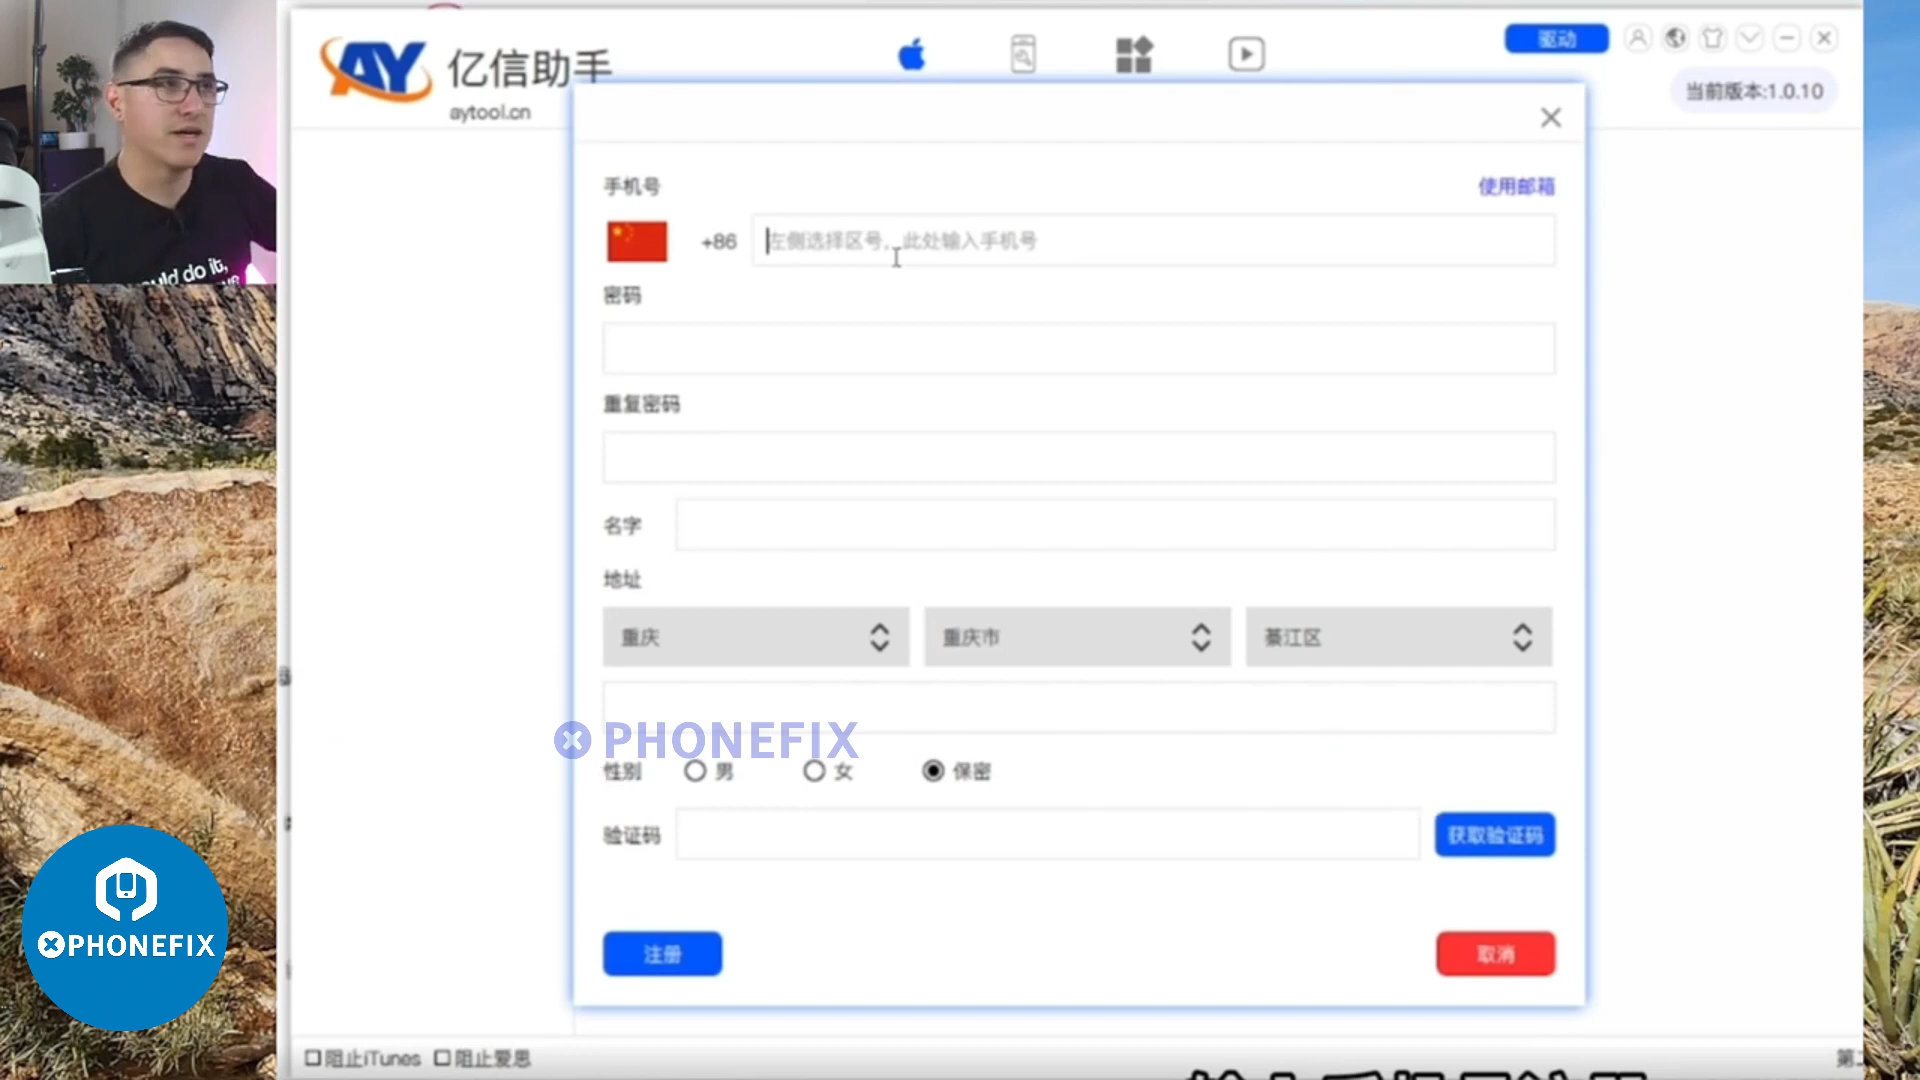 AY 亿信助手
aytool.cn
驱动
当前版本:1.0.10
手机号
使用邮箱
+86
左侧选择区号，此处输入手机号
密码
重复密码
名字
地址
重庆
重庆市
綦江区
PHONEFIX
性别 男 女 保密
验证码
获取验证码
注册
取消
uld do it,
PHONEFIX
阻止iTunes 阻止爱思